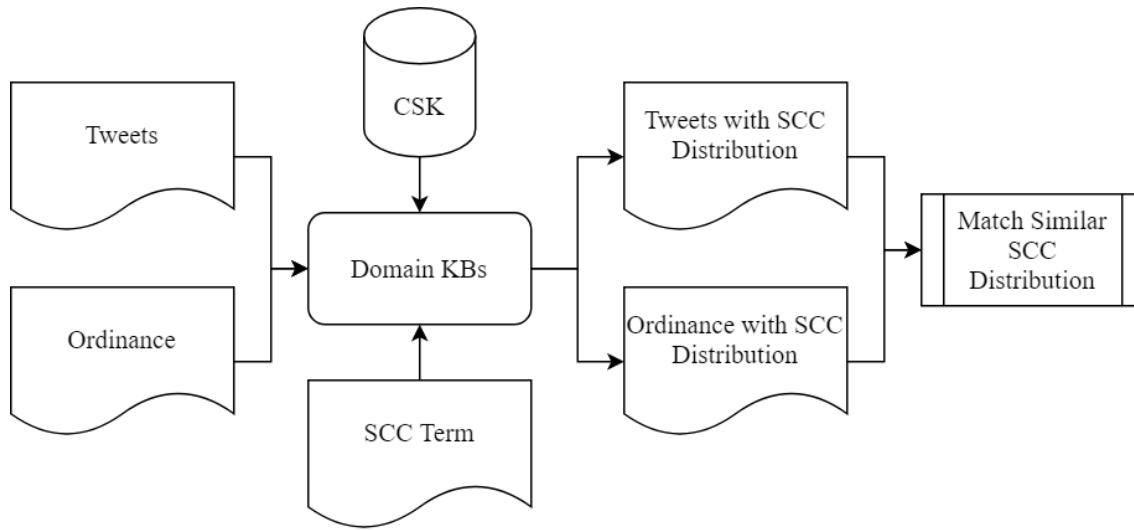 CSK
Tweets
Tweets with SCC
Distribution
Match Similar
SCC
Distribution
Domain KBs
Ordinance
Ordinance with SCC
Distribution
SCC Term